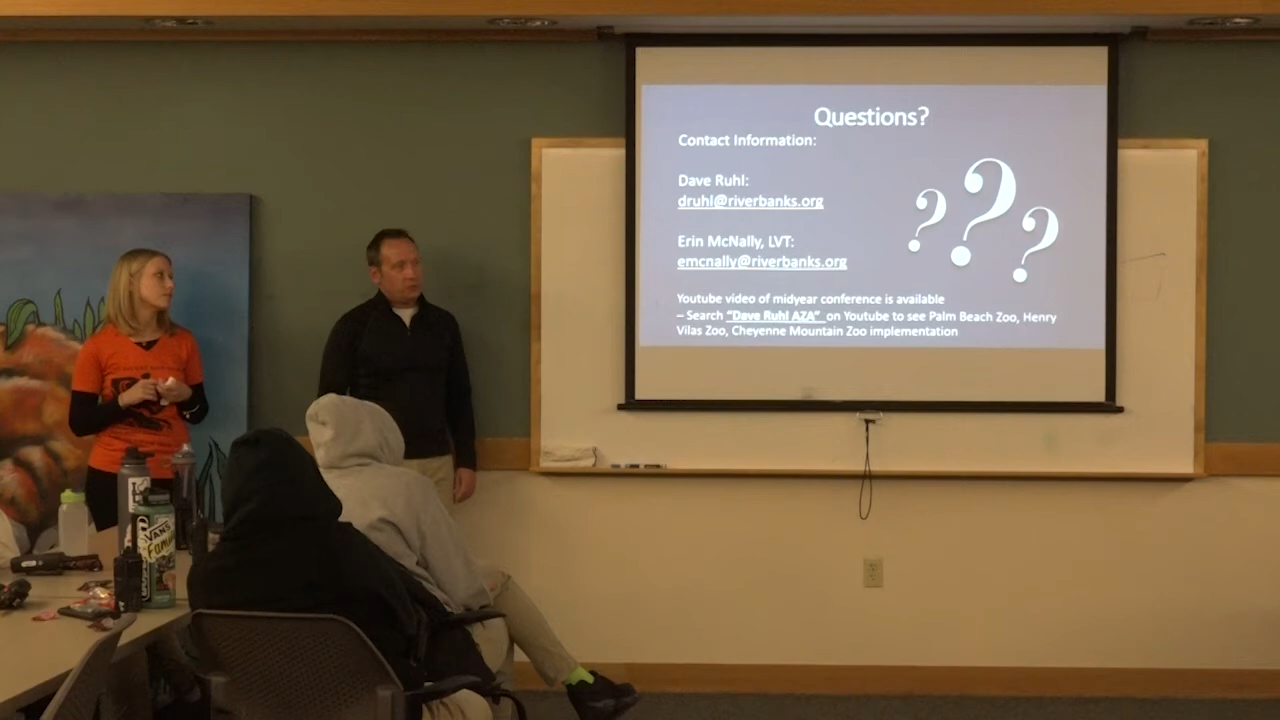 Questions?
Contact Information:
Dave Ruhl:
druhl@riverbanks.org
Erin McNally, LVT:
emcnally@riverbanks.org
Youtube video of midyear conference is available
– Search "Dave Ruhl AZA" on Youtube to see Palm Beach Zoo, Henry
Vilas Zoo, Cheyenne Mountain Zoo implementation
? ? ?
VANS